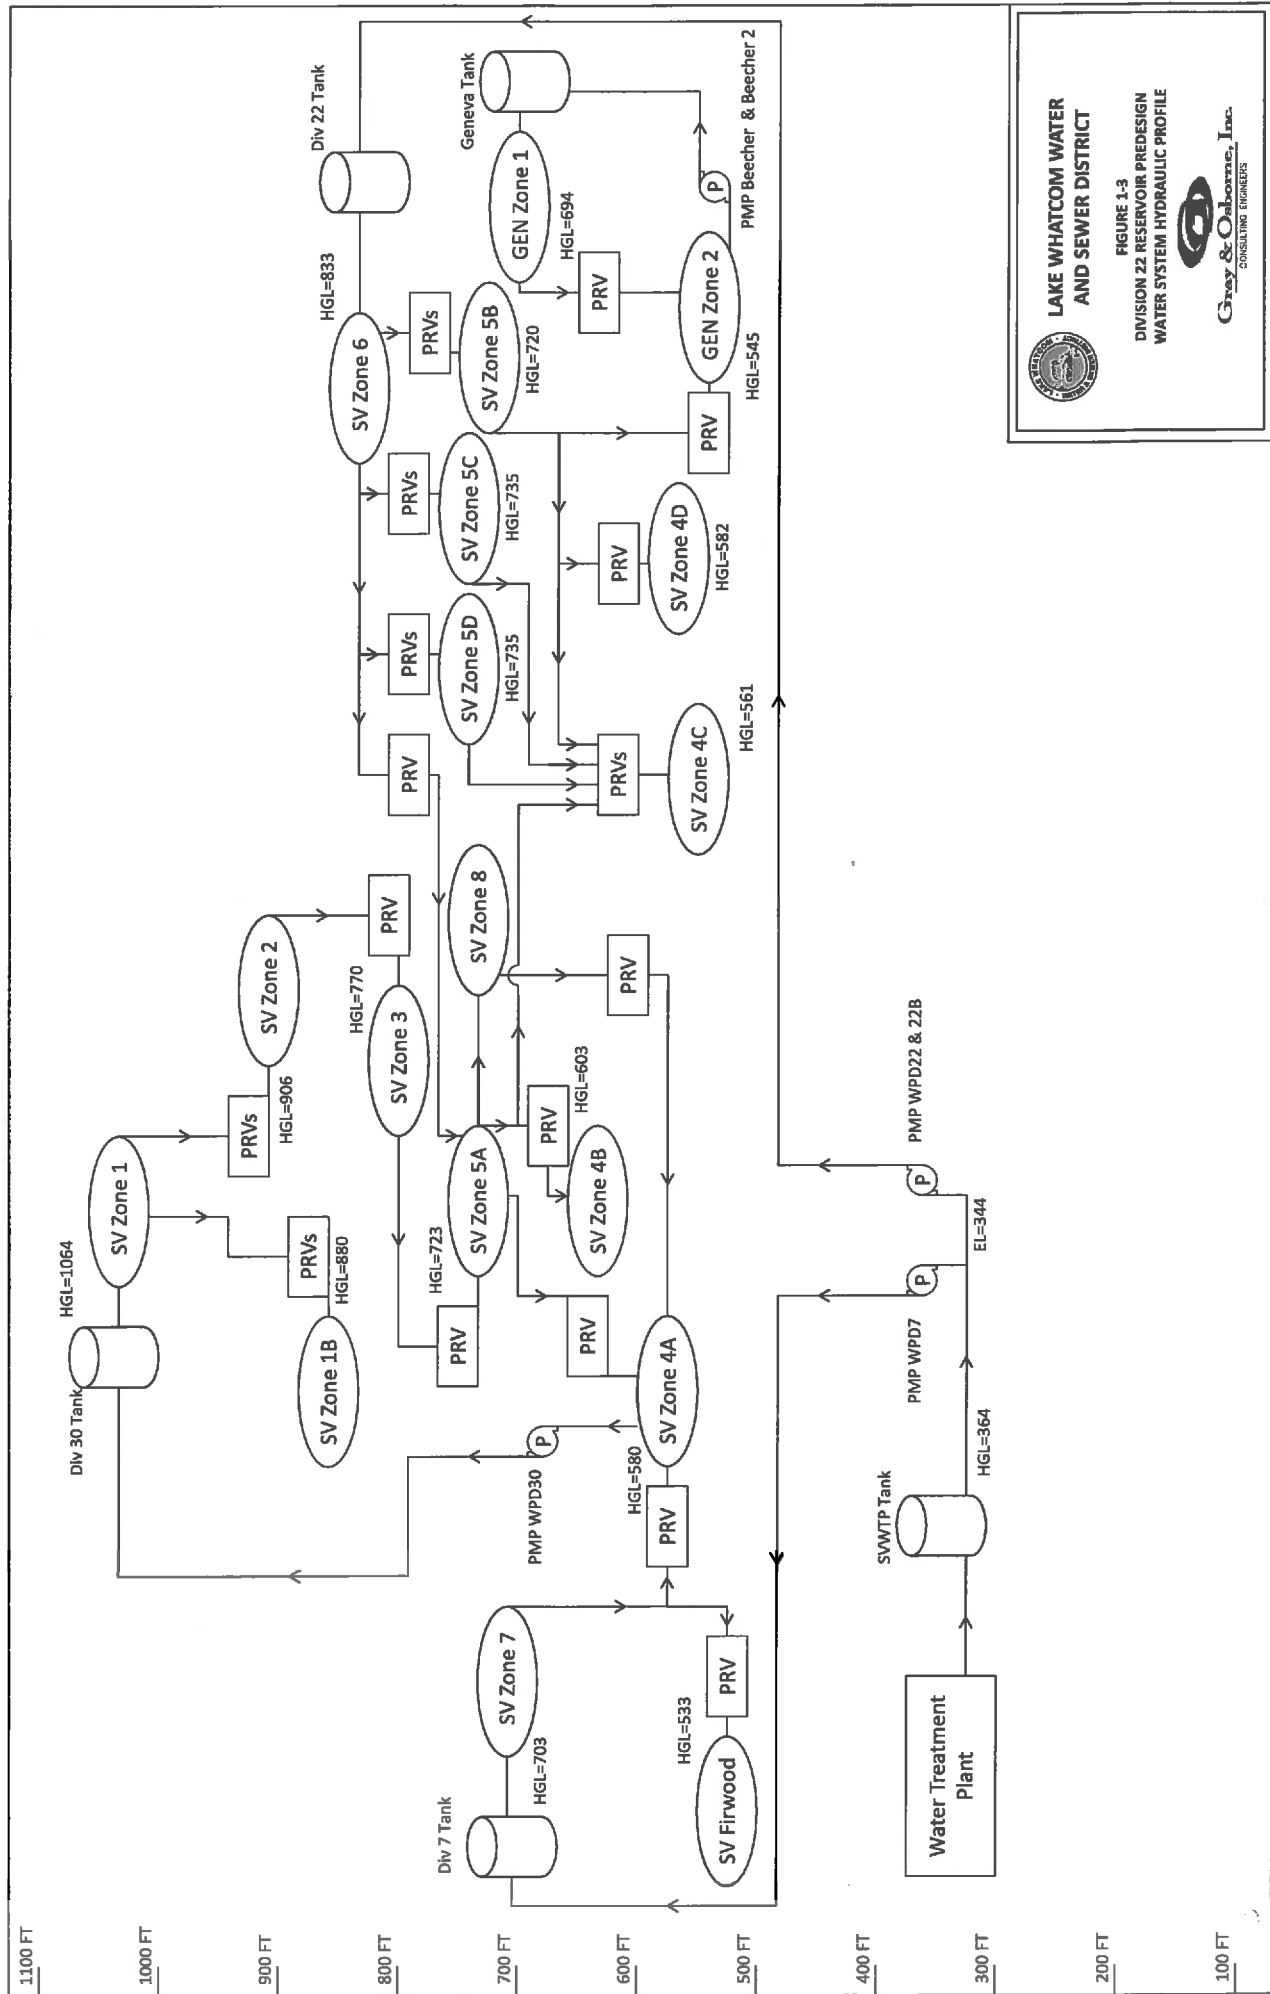 1100 FT
1000 FT
900 FT
800 FT
700 FT
600 FT
500 FT
400 FT
300 FT
200 FT
100 FT
Div 30 Tank
HGL=1064
SV Zone 1
PRVs
HGL=880
SV Zone 1B
PRVs
HGL=906
SV Zone 2
PRV
HGL=770
SV Zone 3
PRV
HGL=723
SV Zone 5A
SV Zone 8
PRV
HGL=603
SV Zone 4B
PRV
PRV
SV Zone 4A
HGL=580
PRV
P
PMP WPD30
Div 7 Tank
HGL=703
SV Zone 7
PRV
HGL=533
SV Firwood
Div 22 Tank
HGL=833
SV Zone 6
PRVs
SV Zone 5B
HGL=720
PRVs
SV Zone 5C
HGL=735
PRVs
SV Zone 5D
HGL=735
PRV
PRVs
SV Zone 4C
HGL=561
PRV
SV Zone 4D
HGL=582
PRV
Geneva Tank
GEN Zone 1
HGL=694
PRV
GEN Zone 2
HGL=545
P
PMP Beecher & Beecher 2
Water Treatment
Plant
SVWTP Tank
HGL=364
P
PMP WPD7
EL=344
P
PMP WPD22 & 22B
LAKE WHATCOM WATER
AND SEWER DISTRICT
FIGURE 1-3
DIVISION 22 RESERVOIR PREDESIGN
WATER SYSTEM HYDRAULIC PROFILE
Gray & Osborne, Inc.
CONSULTING ENGINEERS